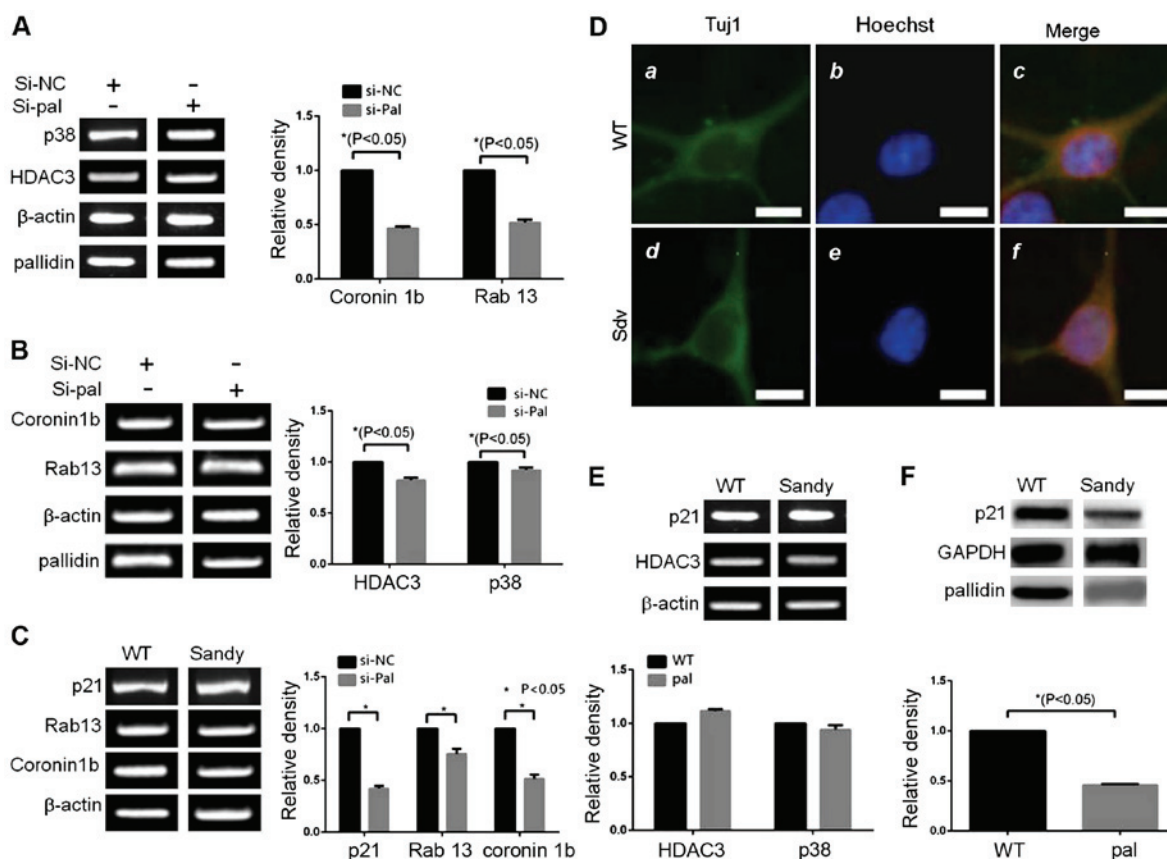 A
Si-NC + -
Si-pal - +
p38
HDAC3
β-actin
pallidin
si-NC
si-Pal
*(P<0.05) *(P<0.05)
Relative density
1.5
1.0
0.5
0.0
Coronin 1b Rab 13
B
Si-NC + -
Si-pal - +
Coronin1b
Rab13
β-actin
pallidin
si-NC
si-Pal
*(P<0.05) *(P<0.05)
Relative density
1.5
1.0
0.5
0.0
HDAC3 p38
C
WT Sandy
p21
Rab13
Coronin1b
β-actin
si-NC
si-Pal
* P<0.05
* * *
Relative density
1.5
1.0
0.5
0.0
p21 Rab 13 coronin 1b
D
Tuj1 Hoechst Merge
WT
a b c
Sdv
d e f
E
WT Sandy
p21
HDAC3
β-actin
WT
pal
Relative density
1.5
1.0
0.5
0.0
HDAC3 p38
F
WT Sandy
p21
GAPDH
pallidin
*(P<0.05)
Relative density
1.5
1.0
0.5
0.0
WT pal